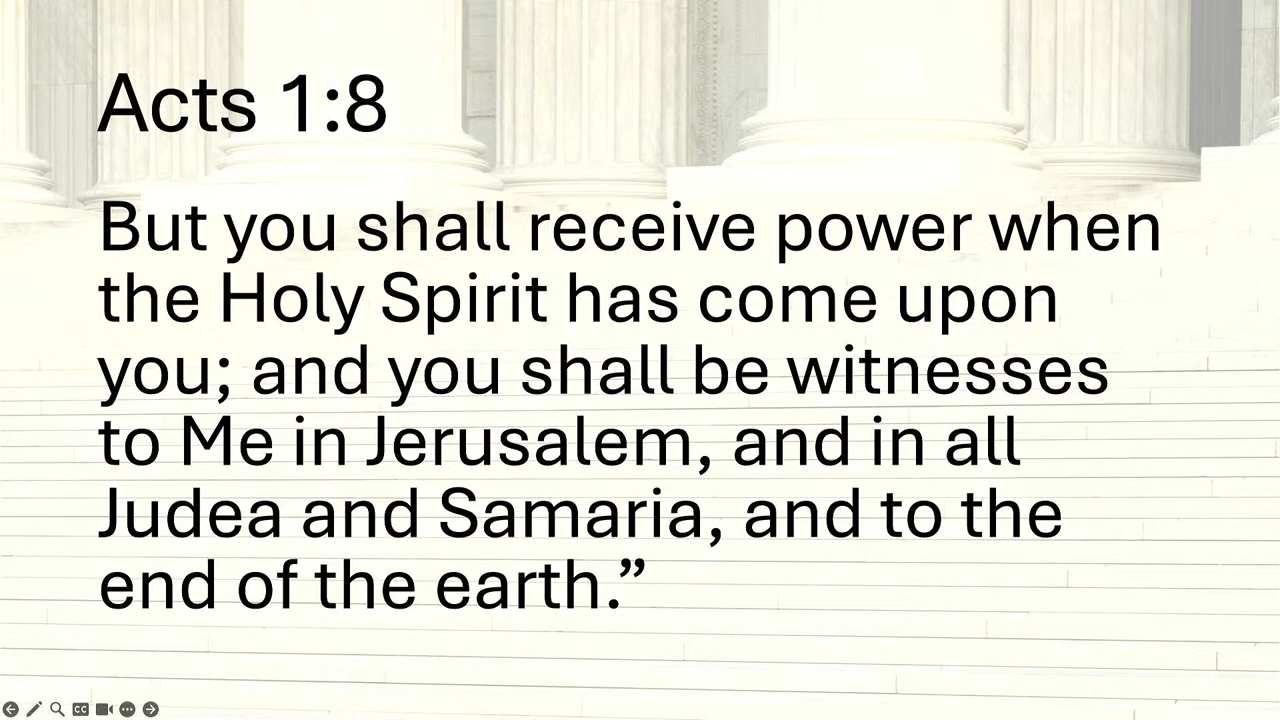 Acts 1:8
But you shall receive power when
the Holy Spirit has come upon
you; and you shall be witnesses
to Me in Jerusalem, and in all
Judea and Samaria, and to the
end of the earth.”
CC